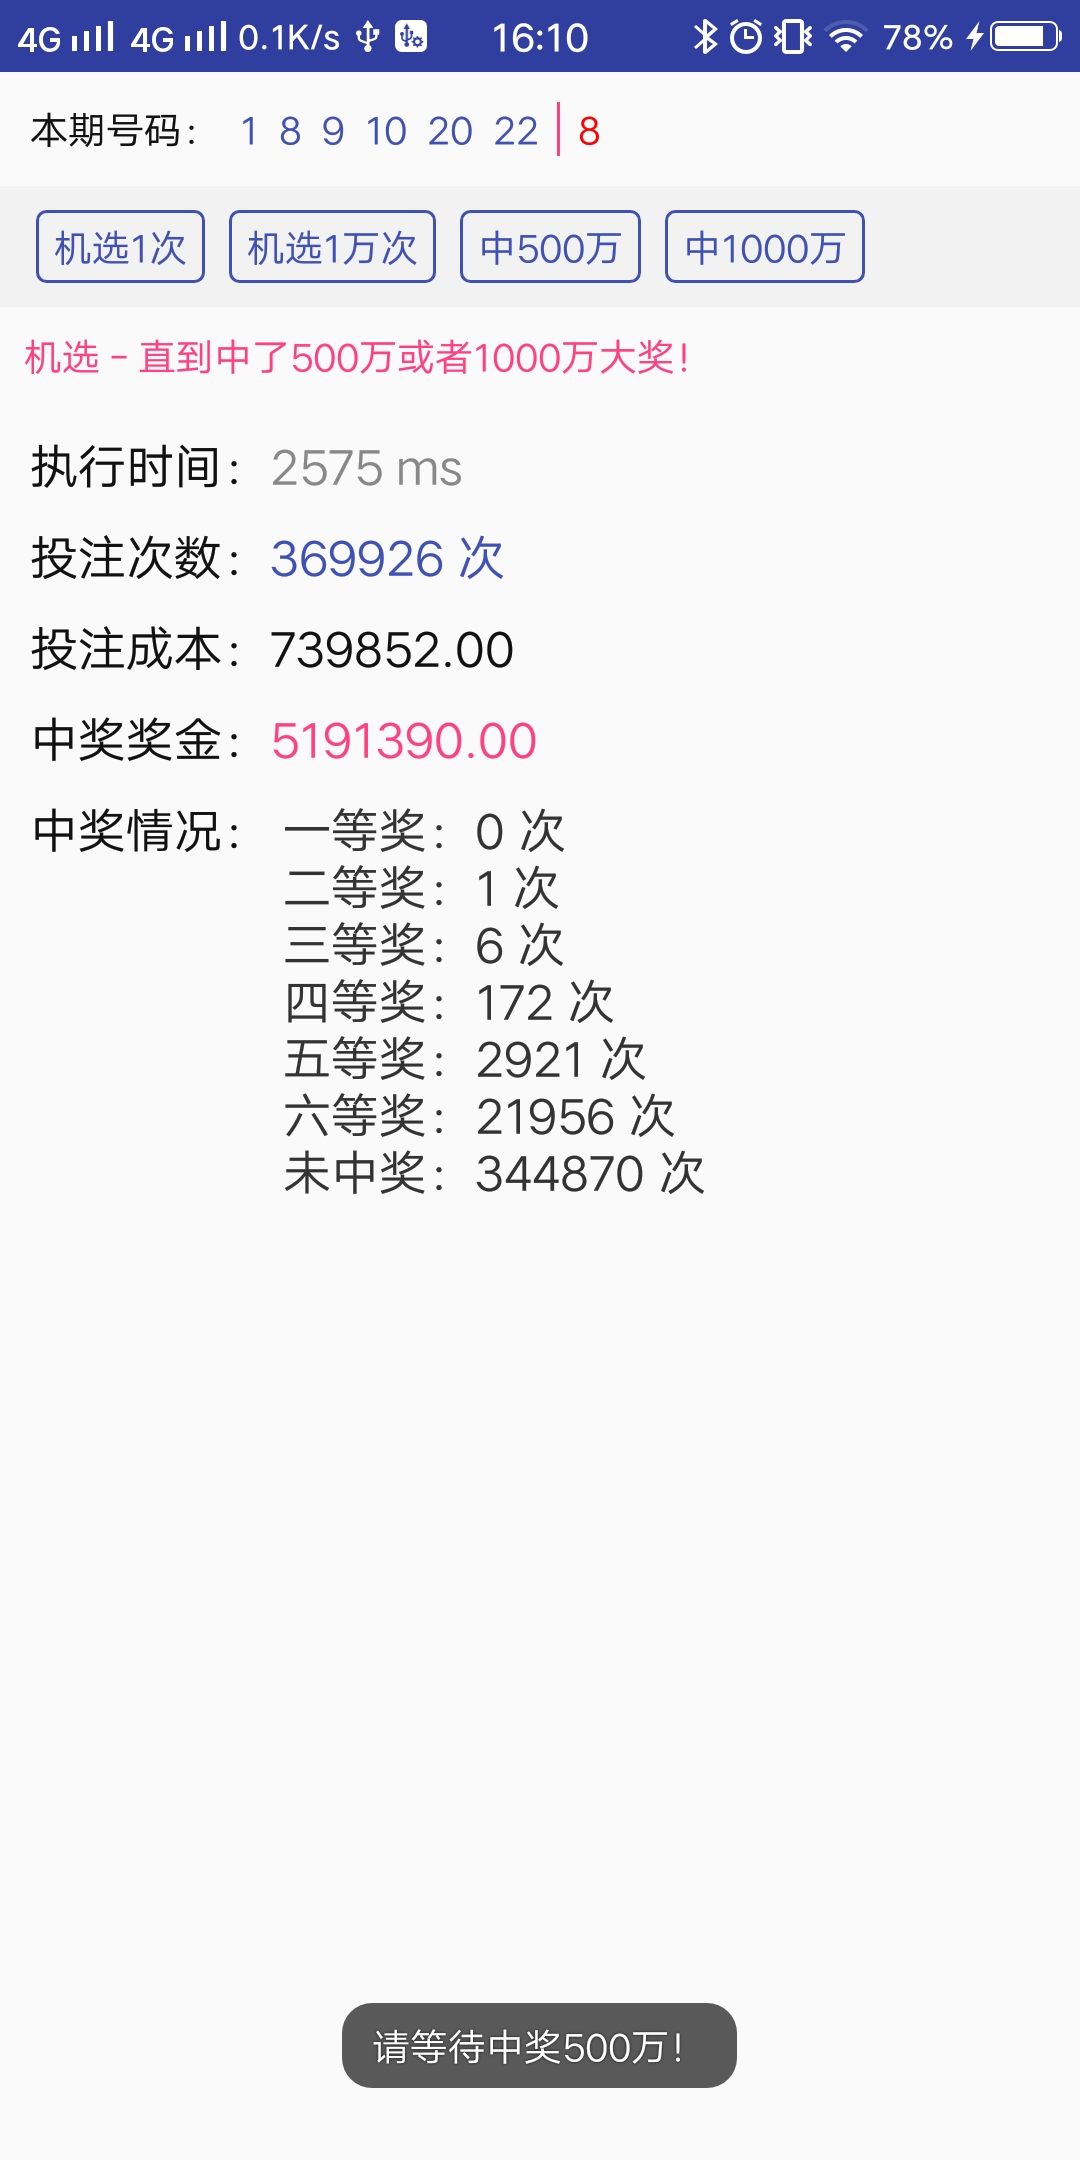 4G 4G 0.1K/s 16:10 78%
本期号码： 1 8 9 10 20 22 8
机选1次 机选1万次 中500万 中1000万
机选 - 直到中了500万或者1000万大奖！
执行时间： 2575 ms
投注次数： 369926 次
投注成本： 739852.00
中奖奖金： 5191390.00
中奖情况： 一等奖： 0 次
二等奖： 1 次
三等奖： 6 次
四等奖： 172 次
五等奖： 2921 次
六等奖： 21956 次
未中奖： 344870 次
请等待中奖500万！